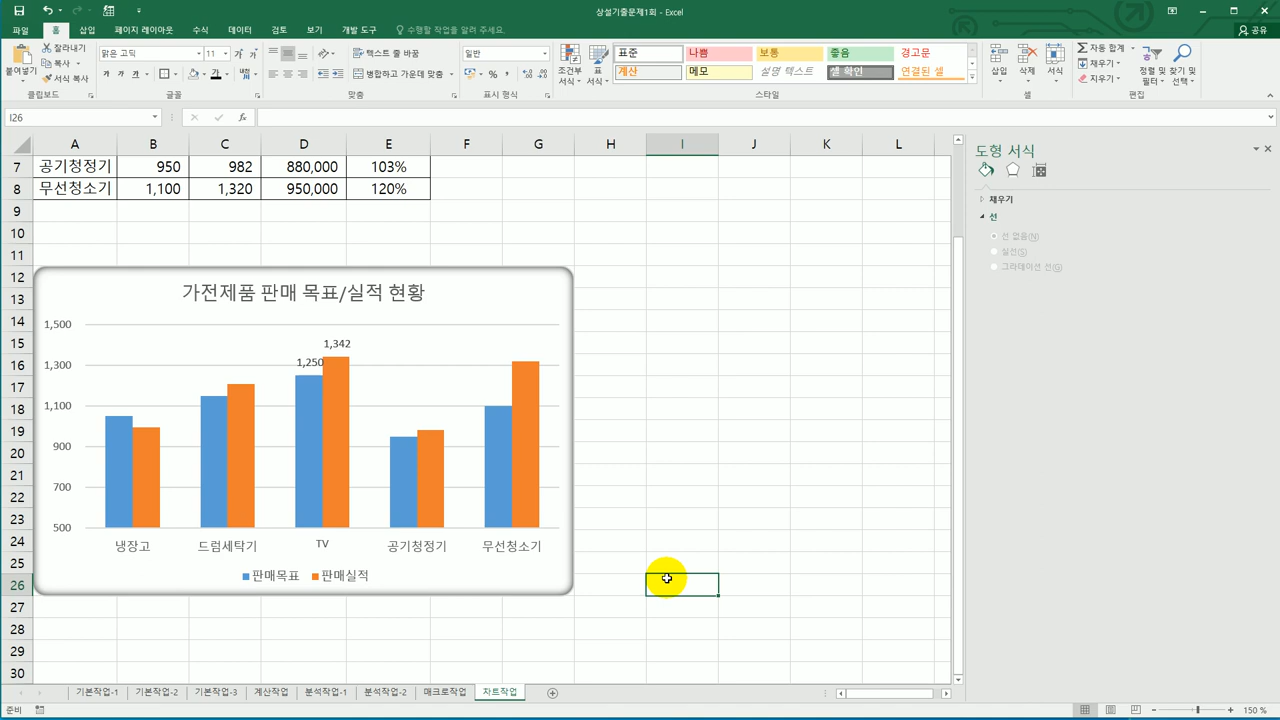 상설기출문제1회 - Excel
파일 홈 삽입 페이지 레이아웃 수식 데이터 검토 보기 개발 도구 수행할 작업을 알려 주세요. 공유
붙여넣기 잘라내기 복사 서식 복사 클립보드
맑은 고딕 11 가 가 가 가 가 글꼴
텍스트 줄 바꿈 병합하고 가운데 맞춤 맞춤
일반 % , 표시 형식
조건부 서식 표 서식 표준 나쁨 보통 좋음 경고문
계산 메모 설명 텍스트 셀 확인 연결된 셀 스타일
삽입 삭제 서식 셀
자동 합계 채우기 지우기 정렬 및 필터 찾기 및 선택 편집
I26 fx
A B C D E F G H I J K L
7 공기청정기 950 982 880,000 103%
8 무선청소기 1,100 1,320 950,000 120%
9
10
11
12
13
14
15
16
17
18
19
20
21
22
23
24
25
26
27
28
29
30
가전제품 판매 목표/실적 현황
1,500
1,300
1,100
900
700
500
1,250 1,342
냉장고 드럼세탁기 TV 공기청정기 무선청소기
판매목표 판매실적
도형 서식
채우기
선
선 없음(N)
실선(S)
그라데이션 선(G)
기본작업-1 기본작업-2 기본작업-3 계산작업 분석작업-1 분석작업-2 매크로작업 차트작업
준비 150 %